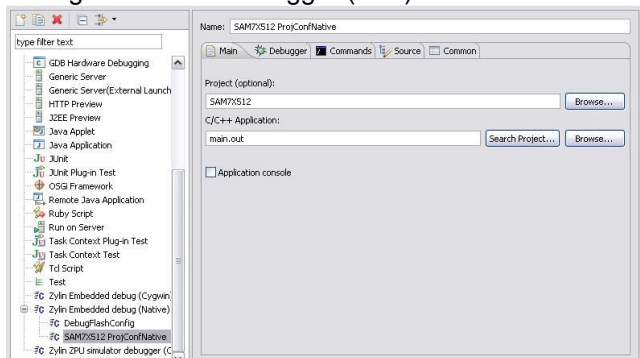 Name: SAM7X512 ProjConfNative
type filter text
GDB Hardware Debugging
Generic Server
Generic Server(External Launch
HTTP Preview
J2EE Preview
Java Applet
Java Application
Ju JUnit
JUnit Plug-in Test
OSGi Framework
Remote Java Application
Ruby Script
Run on Server
Task Context Plug-in Test
Task Context Test
Tcl Script
Test
Zylin Embedded debug (Cygwin)
Zylin Embedded debug (Native)
DebugFlashConfig
SAM7X512 ProjConfNative
Zylin ZPU simulator debugger (C
Main Debugger Commands Source Common
Project (optional):
SAM7X512 Browse...
C/C++ Application:
main.out Search Project... Browse...
Application console